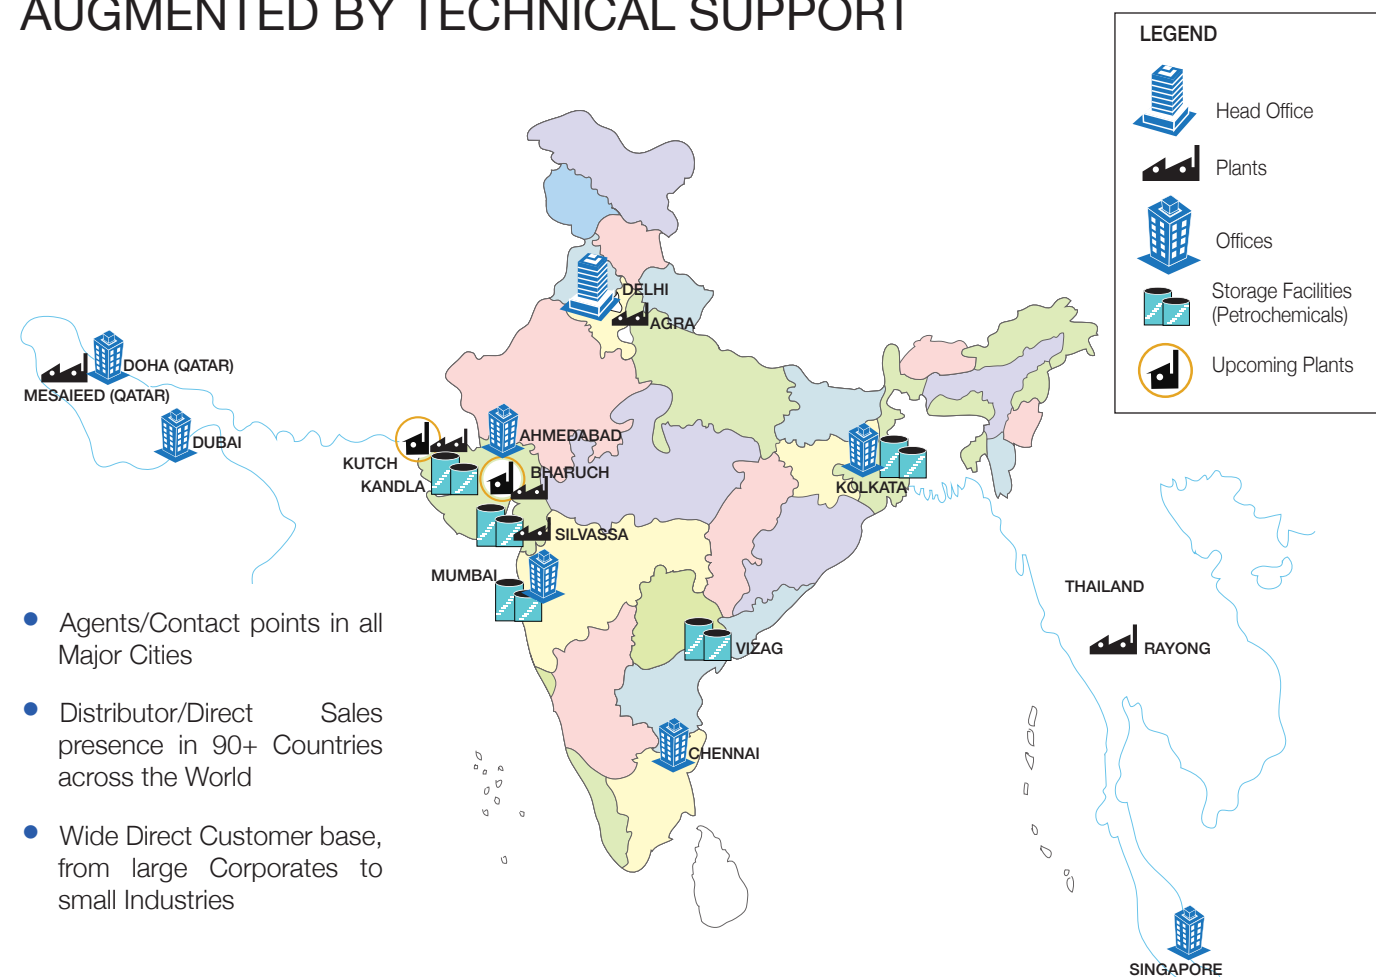 AUGMENTED BY TECHNICAL SUPPORT
LEGEND
Head Office
Plants
Offices
Storage Facilities
(Petrochemicals)
Upcoming Plants
DELHI
AGRA
DOHA (QATAR)
MESAIEED (QATAR)
DUBAI
AHMEDABAD
KUTCH
BHARUCH
KANDLA
KOLKATA
SILVASSA
MUMBAI
THAILAND
RAYONG
VIZAG
CHENNAI
SINGAPORE
Agents/Contact points in all
Major Cities
Distributor/Direct Sales
presence in 90+ Countries
across the World
Wide Direct Customer base,
from large Corporates to
small Industries